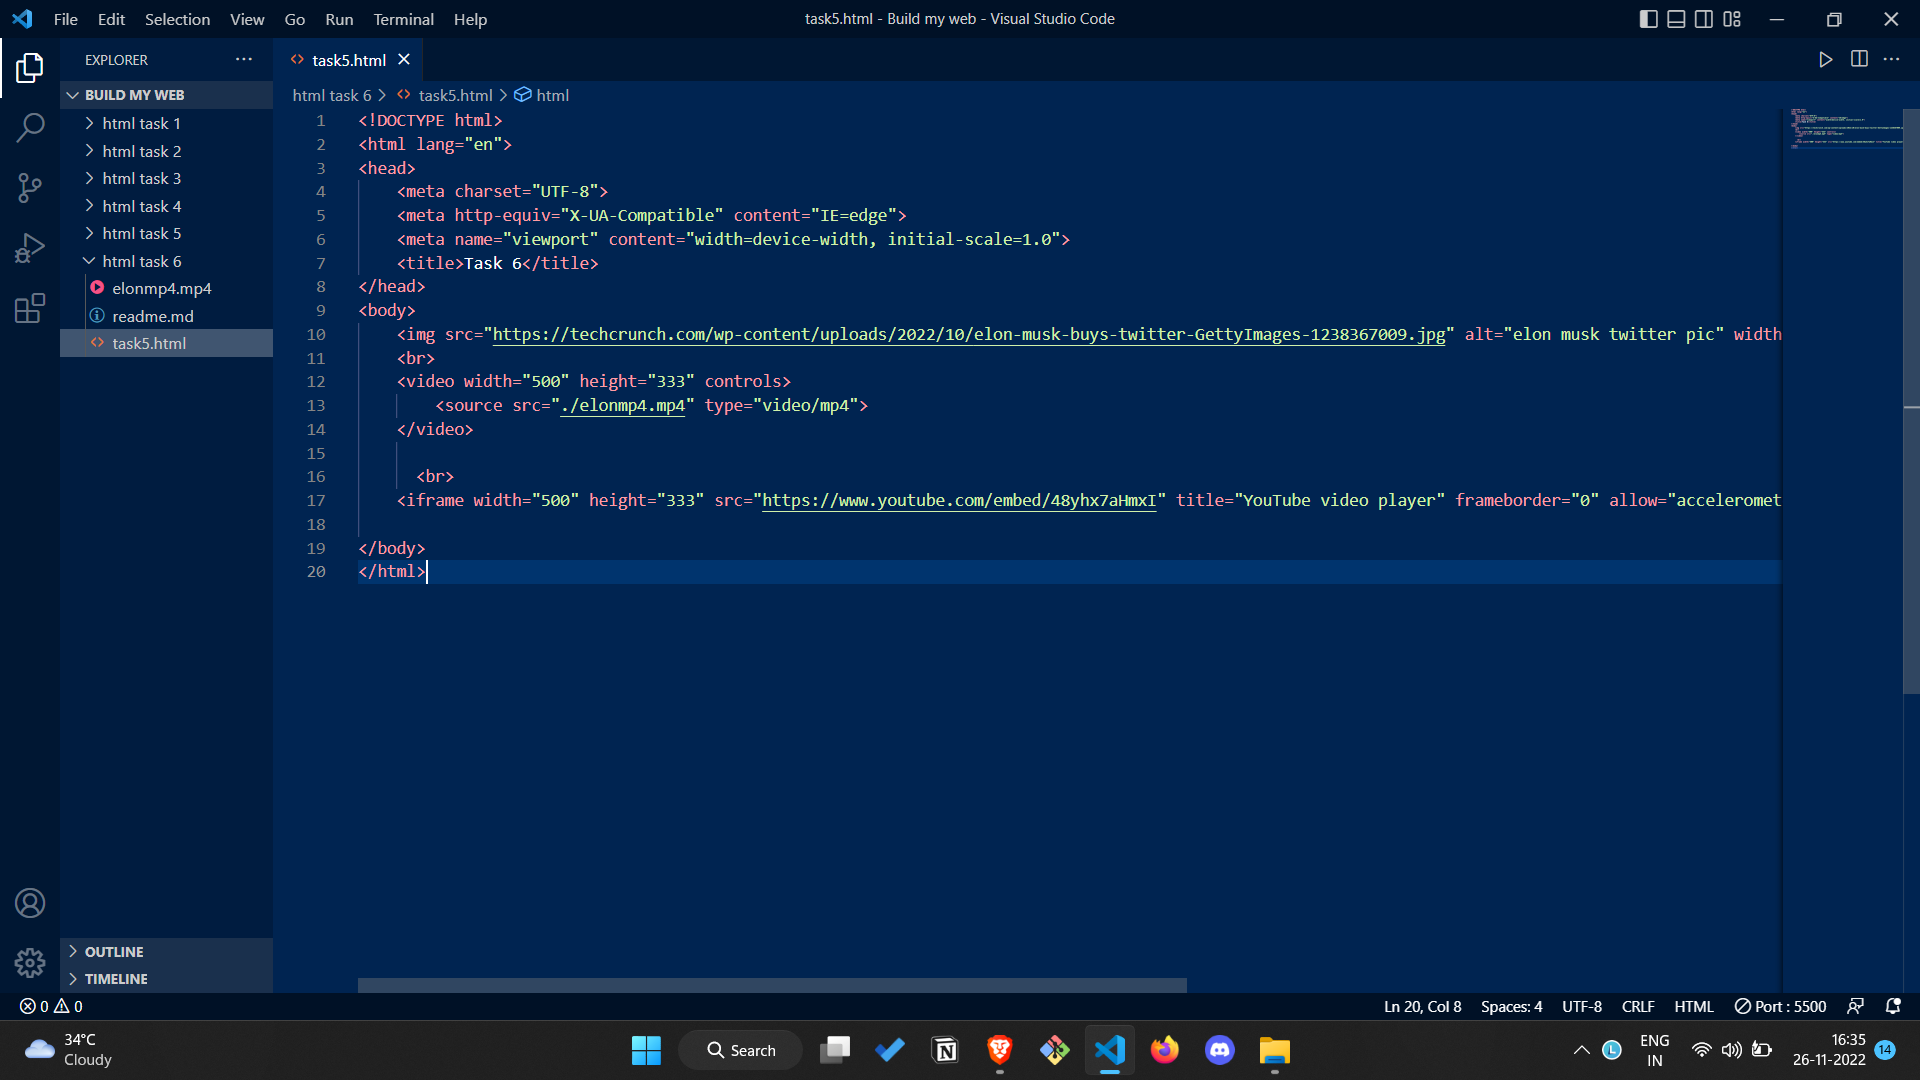 File Edit Selection View Go Run Terminal Help
task5.html - Build my web - Visual Studio Code
EXPLORER
task5.html
BUILD MY WEB
html task 1
html task 2
html task 3
html task 4
html task 5
html task 6
elonmp4.mp4
readme.md
task5.html
OUTLINE
TIMELINE
html task 6 > task5.html > html
1 <!DOCTYPE html>
2 <html lang="en">
3 <head>
4 <meta charset="UTF-8">
5 <meta http-equiv="X-UA-Compatible" content="IE=edge">
6 <meta name="viewport" content="width=device-width, initial-scale=1.0">
7 <title>Task 6</title>
8 </head>
9 <body>
10 <img src="https://techcrunch.com/wp-content/uploads/2022/10/elon-musk-buys-twitter-GettyImages-1238367009.jpg" alt="elon musk twitter pic" width
11 <br>
12 <video width="500" height="333" controls>
13 <source src="./elonmp4.mp4" type="video/mp4">
14 </video>
15
16 <br>
17 <iframe width="500" height="333" src="https://www.youtube.com/embed/48yhx7aHmxI" title="YouTube video player" frameborder="0" allow="acceleromet
18
19 </body>
20 </html>
0 0
Ln 20, Col 8 Spaces: 4 UTF-8 CRLF HTML Port : 5500
34°C
Cloudy
Search
ENG
IN
16:35
26-11-2022
14